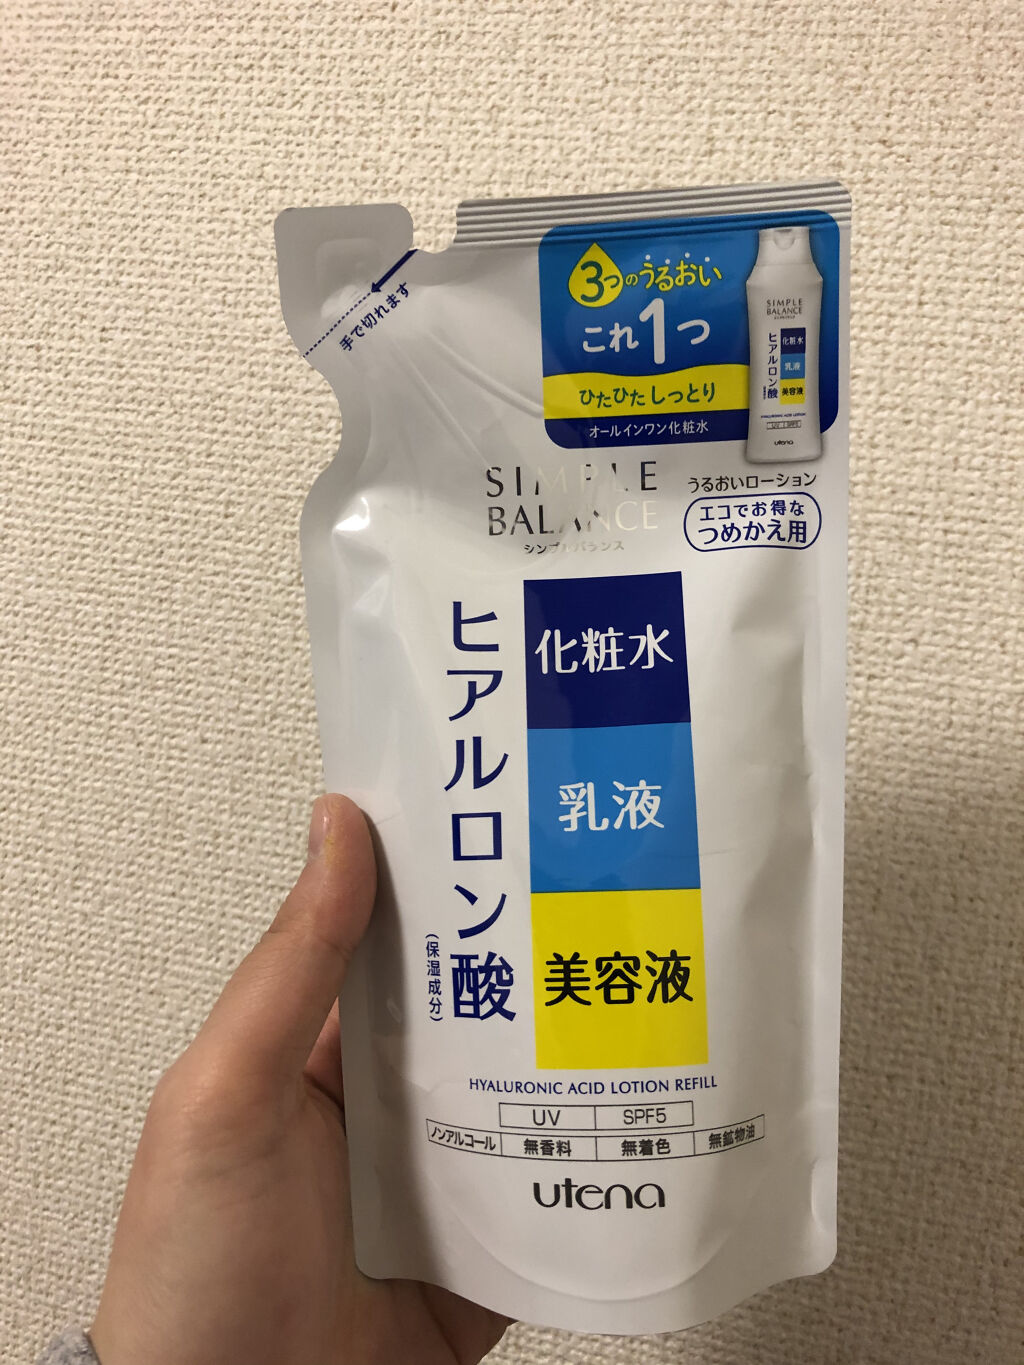 手で切れます
3つのうるおい
これ1つ
ひたひた しっとり
オールインワン化粧水
SIMPLE
BALANCE
ヒアルロン酸
化粧水
乳液
美容液
HYALURONIC ACID LOTION
UV SPF5
utena
SIMPLE
BALANCE
シンプルバランス
うるおいローション
エコでお得な
つめかえ用
ヒアルロン酸
(保湿成分)
化粧水
乳液
美容液
HYALURONIC ACID LOTION REFILL
UV SPF5
ノンアルコール 無香料 無着色 無鉱物油
utena